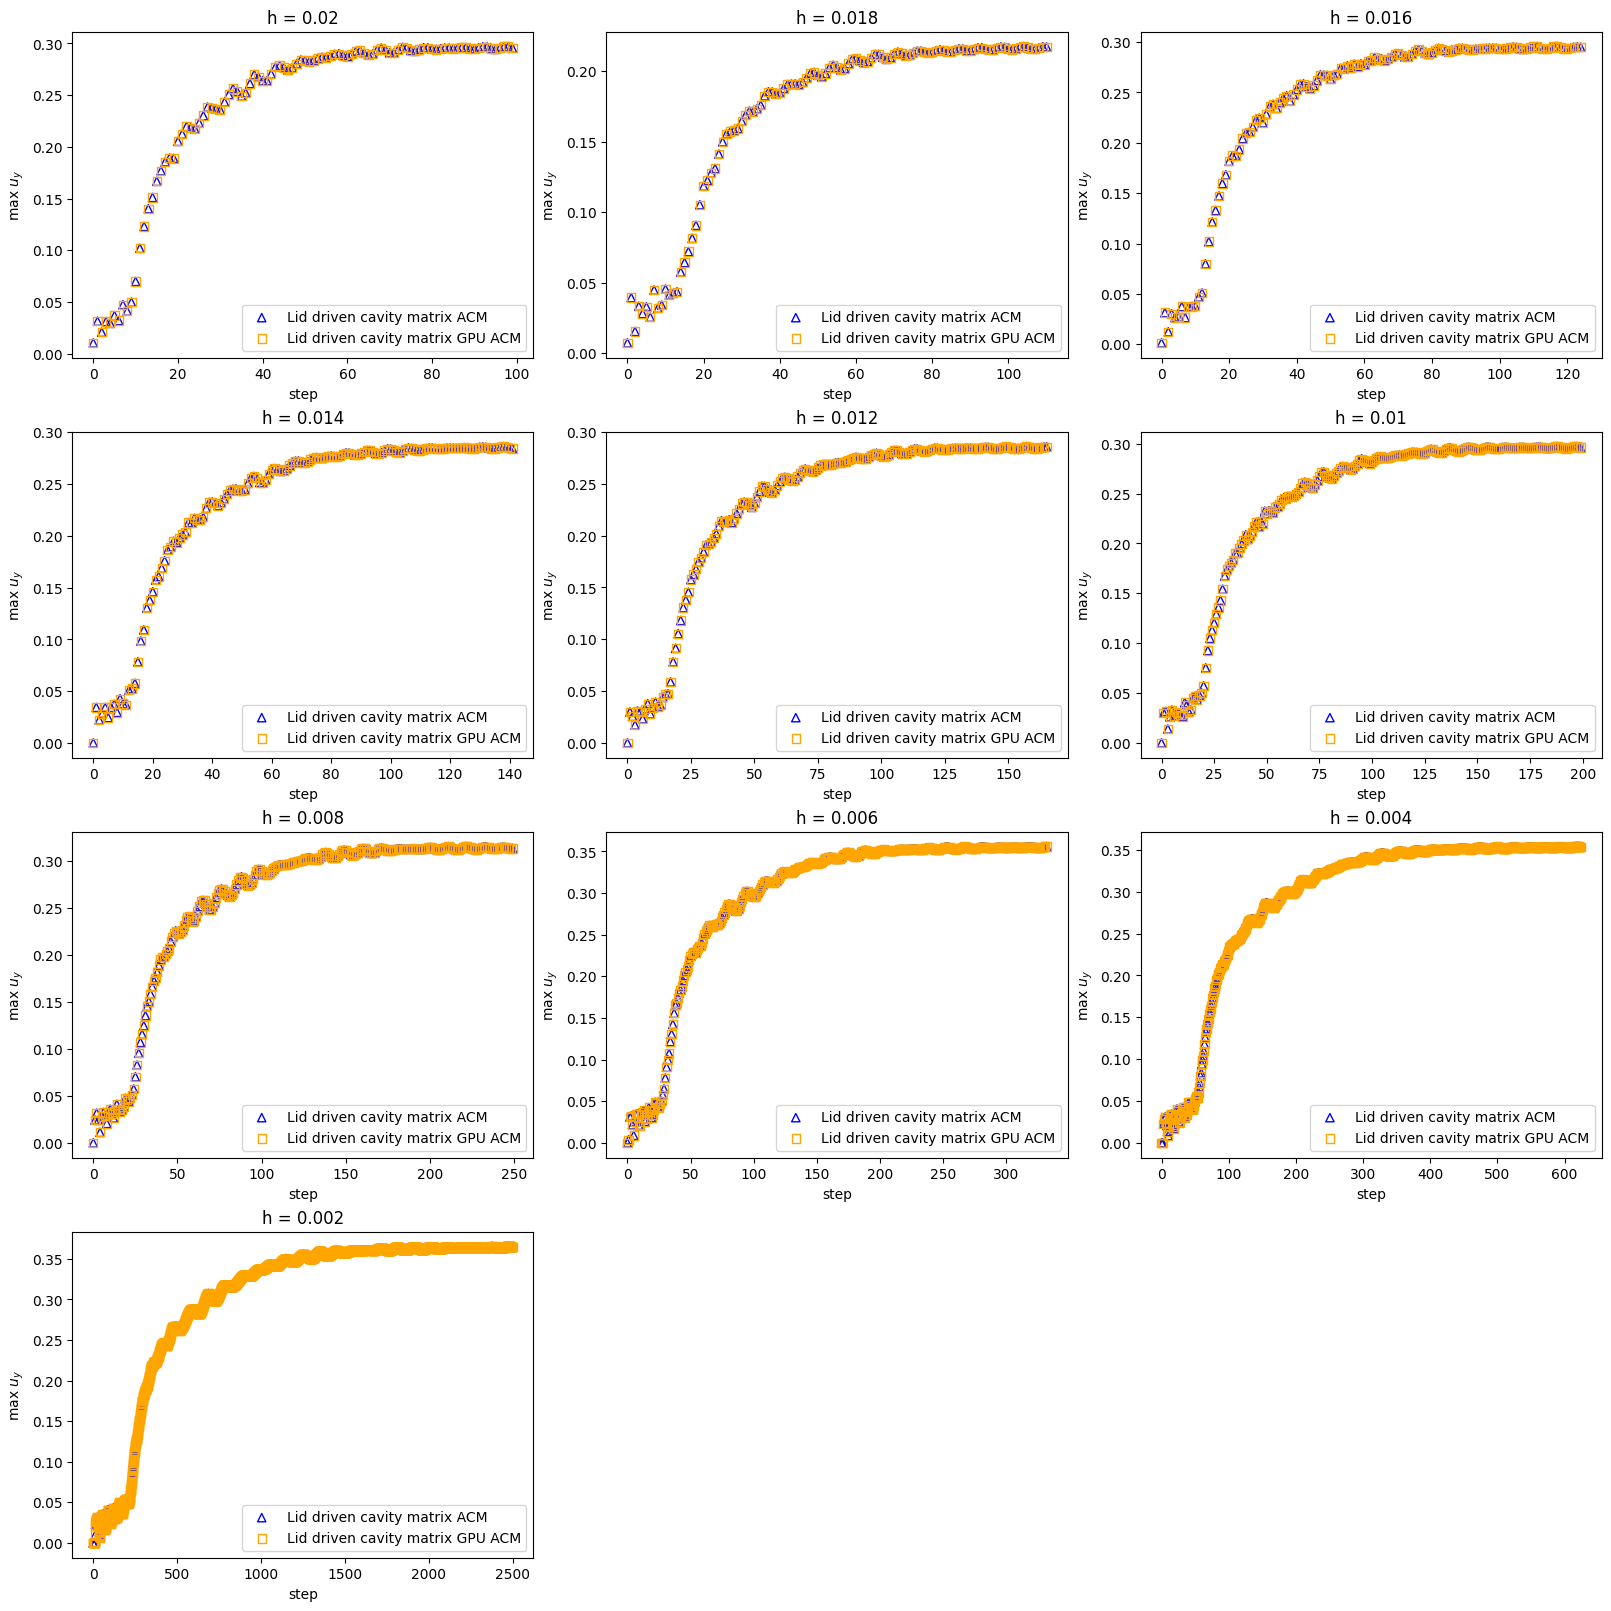 h = 0.02
max u_y
0.30
0.25
0.20
0.15
0.10
0.05
0.00
Lid driven cavity matrix ACM
Lid driven cavity matrix GPU ACM
0 20 40 60 80 100
step
h = 0.018
max u_y
0.20
0.15
0.10
0.05
0.00
Lid driven cavity matrix ACM
Lid driven cavity matrix GPU ACM
0 20 40 60 80 100
step
h = 0.016
max u_y
0.30
0.25
0.20
0.15
0.10
0.05
0.00
Lid driven cavity matrix ACM
Lid driven cavity matrix GPU ACM
0 20 40 60 80 100 120
step
h = 0.014
max u_y
0.30
0.25
0.20
0.15
0.10
0.05
0.00
Lid driven cavity matrix ACM
Lid driven cavity matrix GPU ACM
0 20 40 60 80 100 120 140
step
h = 0.012
max u_y
0.30
0.25
0.20
0.15
0.10
0.05
0.00
Lid driven cavity matrix ACM
Lid driven cavity matrix GPU ACM
0 25 50 75 100 125 150
step
h = 0.01
max u_y
0.30
0.25
0.20
0.15
0.10
0.05
0.00
Lid driven cavity matrix ACM
Lid driven cavity matrix GPU ACM
0 25 50 75 100 125 150 175 200
step
h = 0.008
max u_y
0.30
0.25
0.20
0.15
0.10
0.05
0.00
Lid driven cavity matrix ACM
Lid driven cavity matrix GPU ACM
0 50 100 150 200 250
step
h = 0.006
max u_y
0.35
0.30
0.25
0.20
0.15
0.10
0.05
0.00
Lid driven cavity matrix ACM
Lid driven cavity matrix GPU ACM
0 50 100 150 200 250 300
step
h = 0.004
max u_y
0.35
0.30
0.25
0.20
0.15
0.10
0.05
0.00
Lid driven cavity matrix ACM
Lid driven cavity matrix GPU ACM
0 100 200 300 400 500 600
step
h = 0.002
max u_y
0.35
0.30
0.25
0.20
0.15
0.10
0.05
0.00
Lid driven cavity matrix ACM
Lid driven cavity matrix GPU ACM
0 500 1000 1500 2000 2500
step